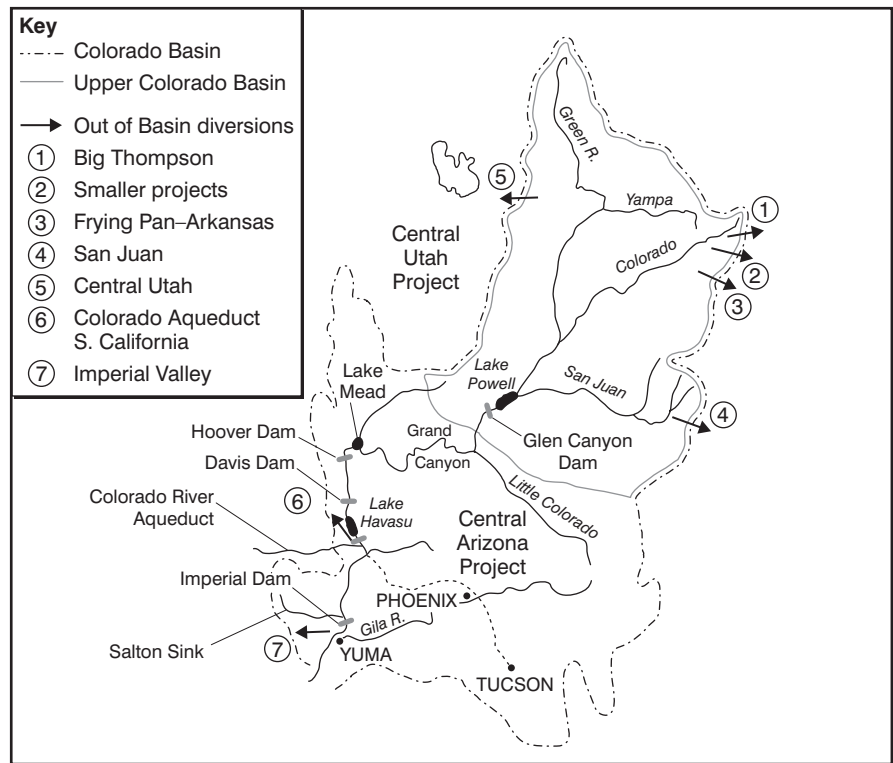 Key
Colorado Basin
Upper Colorado Basin
Out of Basin diversions
1 Big Thompson
2 Smaller projects
3 Frying Pan–Arkansas
4 San Juan
5 Central Utah
6 Colorado Aqueduct
S. California
7 Imperial Valley
Green R.
5
Yampa
1
Central
Utah
Project
Colorado
2
3
Lake
Mead
Lake
Powell
San Juan
4
Hoover Dam
Grand
Canyon
Glen Canyon
Dam
Davis Dam
6
Lake
Havasu
Little Colorado
Colorado River
Aqueduct
Central
Arizona
Project
Imperial Dam
PHOENIX
Gila R.
Salton Sink
7
YUMA
TUCSON